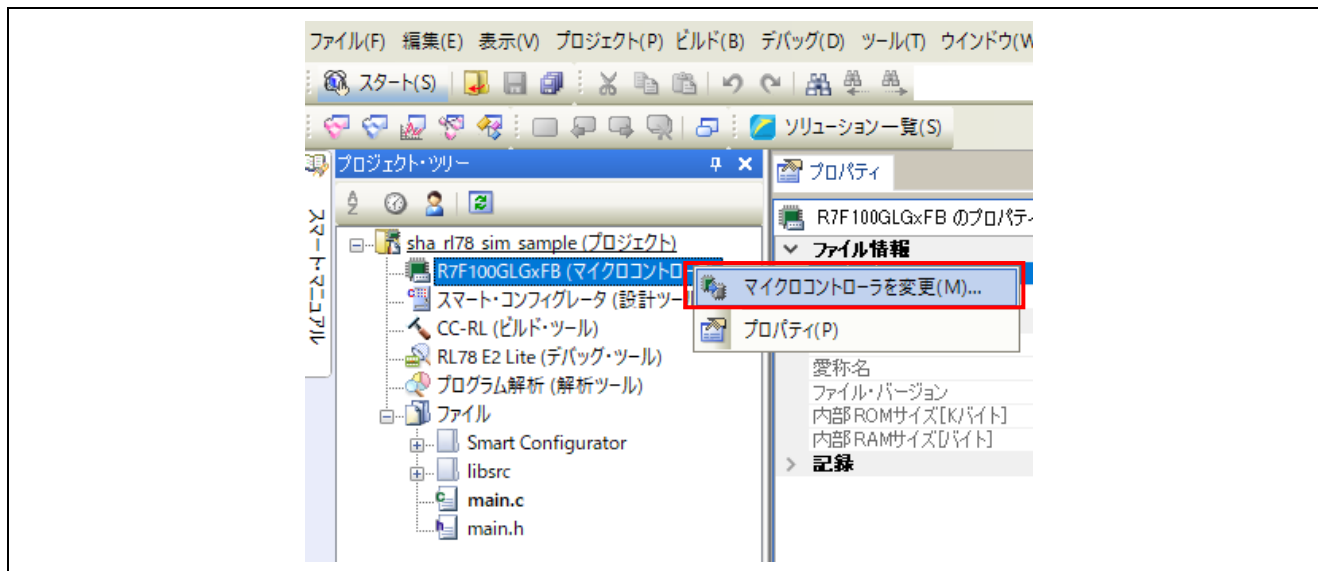 ファイル(F) 編集(E) 表示(V) プロジェクト(P) ビルド(B) デバッグ(D) ツール(T) ウインドウ(W
スタート(S)
ソリューション一覧(S)
スマート・マニュアル
プロジェクト・ツリー
プロパティ
R7F100GLGxFB のプロパティ
sha_rl78_sim_sample (プロジェクト)
ファイル情報
R7F100GLGxFB (マイクロコントロー
マイクロコントローラを変更(M)...
スマート・コンフィグレータ (設計ツール
プロパティ(P)
CC-RL (ビルド・ツール)
RL78 E2 Lite (デバッグ・ツール)
愛称名
プログラム解析 (解析ツール)
ファイル・バージョン
ファイル
内部ROMサイズ[Kバイト]
Smart Configurator
内部RAMサイズ[バイト]
libsrc
記録
main.c
main.h